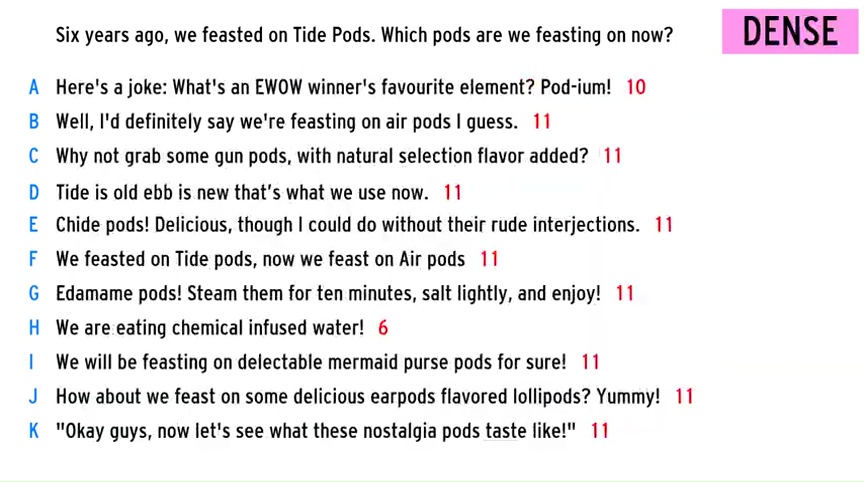 Six years ago, we feasted on Tide Pods. Which pods are we feasting on now?
DENSE
A Here's a joke: What's an EWOW winner's favourite element? Pod-ium! 10
B Well, I'd definitely say we're feasting on air pods I guess. 11
C Why not grab some gun pods, with natural selection flavor added? 11
D Tide is old ebb is new that's what we use now. 11
E Chide pods! Delicious, though I could do without their rude interjections. 11
F We feasted on Tide pods, now we feast on Air pods 11
G Edamame pods! Steam them for ten minutes, salt lightly, and enjoy! 11
H We are eating chemical infused water! 6
I We will be feasting on delectable mermaid purse pods for sure! 11
J How about we feast on some delicious earpods flavored lollipods? Yummy! 11
K "Okay guys, now let's see what these nostalgia pods taste like!" 11